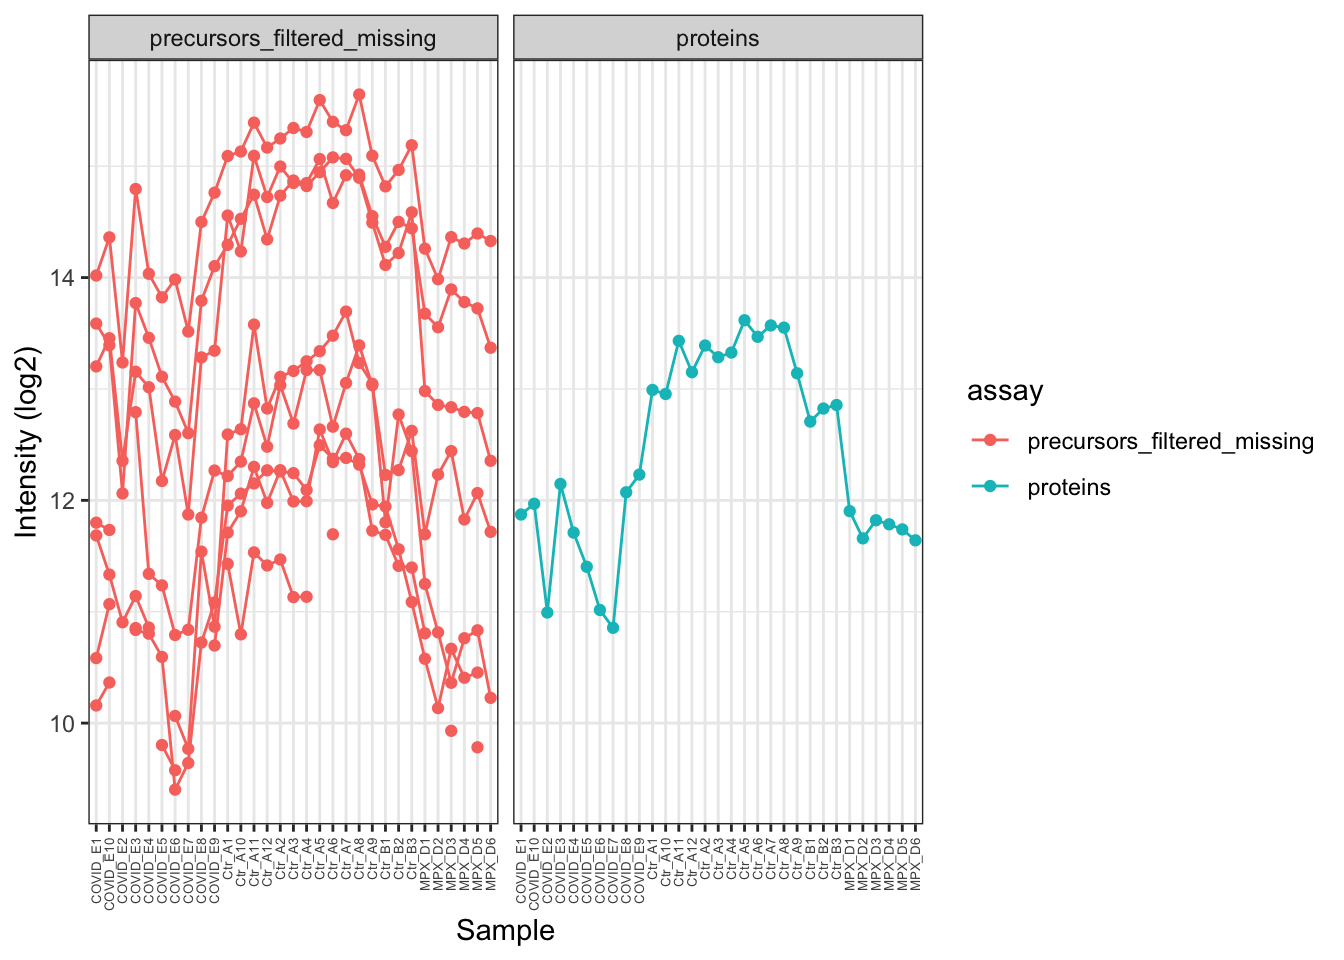 precursors_filtered_missing
proteins
Intensity (log2)
14
12
10
COVID_E1
COVID_E10
COVID_E2
COVID_E3
COVID_E4
COVID_E5
COVID_E6
COVID_E7
COVID_E8
COVID_E9
Ctr_A1
Ctr_A10
Ctr_A11
Ctr_A12
Ctr_A2
Ctr_A3
Ctr_A4
Ctr_A5
Ctr_A6
Ctr_A7
Ctr_A8
Ctr_A9
Ctr_B1
Ctr_B2
Ctr_B3
MPX_D1
MPX_D2
MPX_D3
MPX_D4
MPX_D5
MPX_D6
COVID_E1
COVID_E10
COVID_E2
COVID_E3
COVID_E4
COVID_E5
COVID_E6
COVID_E7
COVID_E8
COVID_E9
Ctr_A1
Ctr_A10
Ctr_A11
Ctr_A12
Ctr_A2
Ctr_A3
Ctr_A4
Ctr_A5
Ctr_A6
Ctr_A7
Ctr_A8
Ctr_A9
Ctr_B1
Ctr_B2
Ctr_B3
MPX_D1
MPX_D2
MPX_D3
MPX_D4
MPX_D5
MPX_D6
Sample
assay
precursors_filtered_missing
proteins